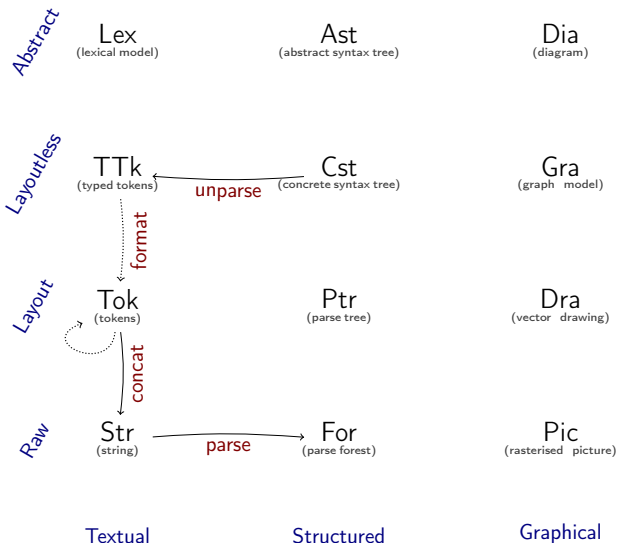 Abstract
Lex
(lexical model)
Ast
(abstract syntax tree)
Dia
(diagram)
Layoutless
TTk
(typed tokens)
unparse
Cst
(concrete syntax tree)
Gra
(graph model)
format
Layout
Tok
(tokens)
Ptr
(parse tree)
Dra
(vector drawing)
concat
Raw
Str
(string)
parse
For
(parse forest)
Pic
(rasterised picture)
Textual
Structured
Graphical